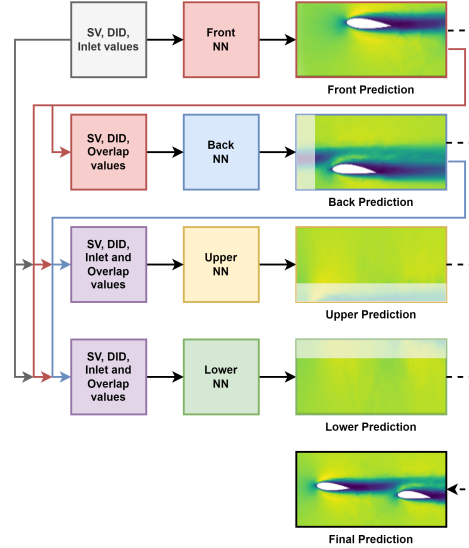 SV, DID,
Inlet values
Front
NN
Front Prediction
SV, DID,
Overlap
values
Back
NN
Back Prediction
SV, DID,
Inlet and
Overlap
values
Upper
NN
Upper Prediction
SV, DID,
Inlet and
Overlap
values
Lower
NN
Lower Prediction
Final Prediction